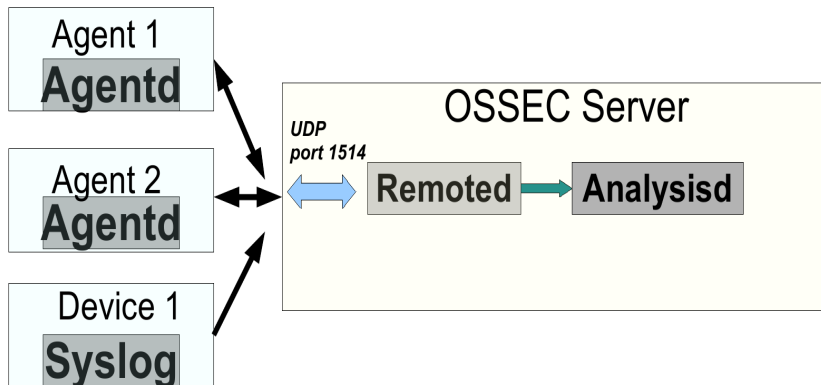 Agent 1
Agentd
Agent 2
Agentd
Device 1
Syslog
OSSEC Server
UDP
port 1514
Remoted
Analysisd